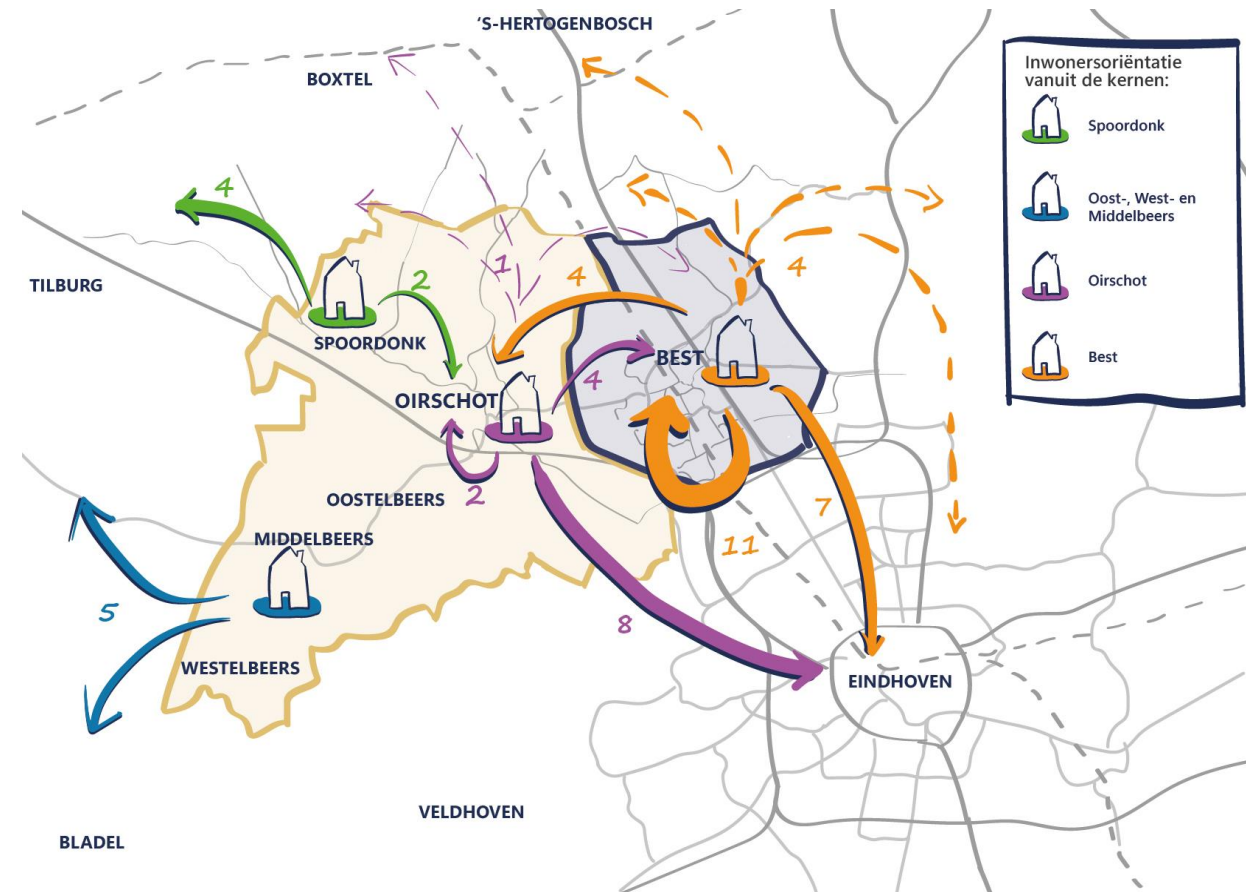 'S-HERTOGENBOSCH
BOXTEL
Inwonersoriëntatie
vanuit de kernen:
Spoordonk
Oost-, West- en
Middelbeers
Oirschot
Best
4
1
2
4
4
TILBURG
SPOORDONK
BEST
4
OIRSCHOT
2
OOSTELBEERS
7
MIDDELBEERS
11
5
8
WESTELBEERS
EINDHOVEN
VELDHOVEN
BLADEL